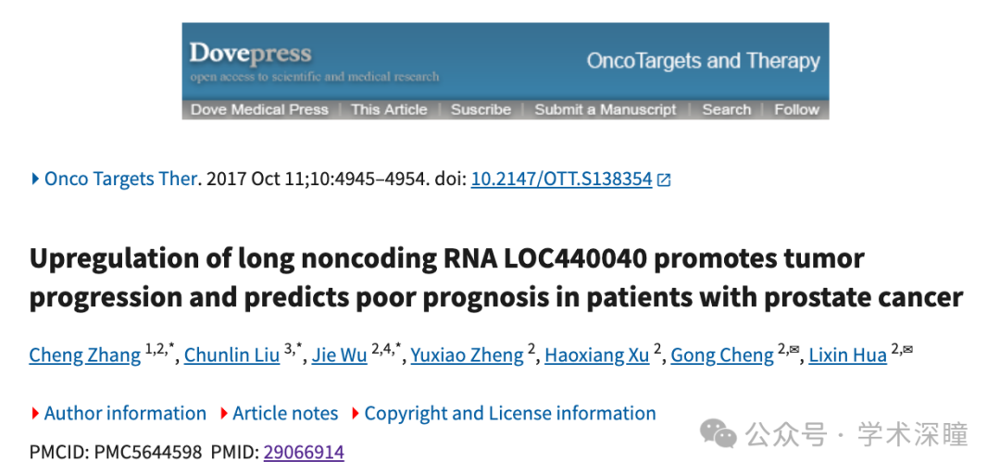 Dovepress
open access to scientific and medical research
OncoTargets and Therapy
Dove Medical Press | This Article | Suscribe | Submit a Manuscript | Search | Follow
Onco Targets Ther. 2017 Oct 11;10:4945–4954. doi: 10.2147/OTT.S138354
Upregulation of long noncoding RNA LOC440040 promotes tumor
progression and predicts poor prognosis in patients with prostate cancer
Cheng Zhang 1,2,*, Chunlin Liu 3,*, Jie Wu 2,4,*, Yuxiao Zheng 2, Haoxiang Xu 2, Gong Cheng 2,✉, Lixin Hua 2,✉
Author information Article notes Copyright and License information
PMCID: PMC5644598 PMID: 29066914
公众号 · 学术深瞳